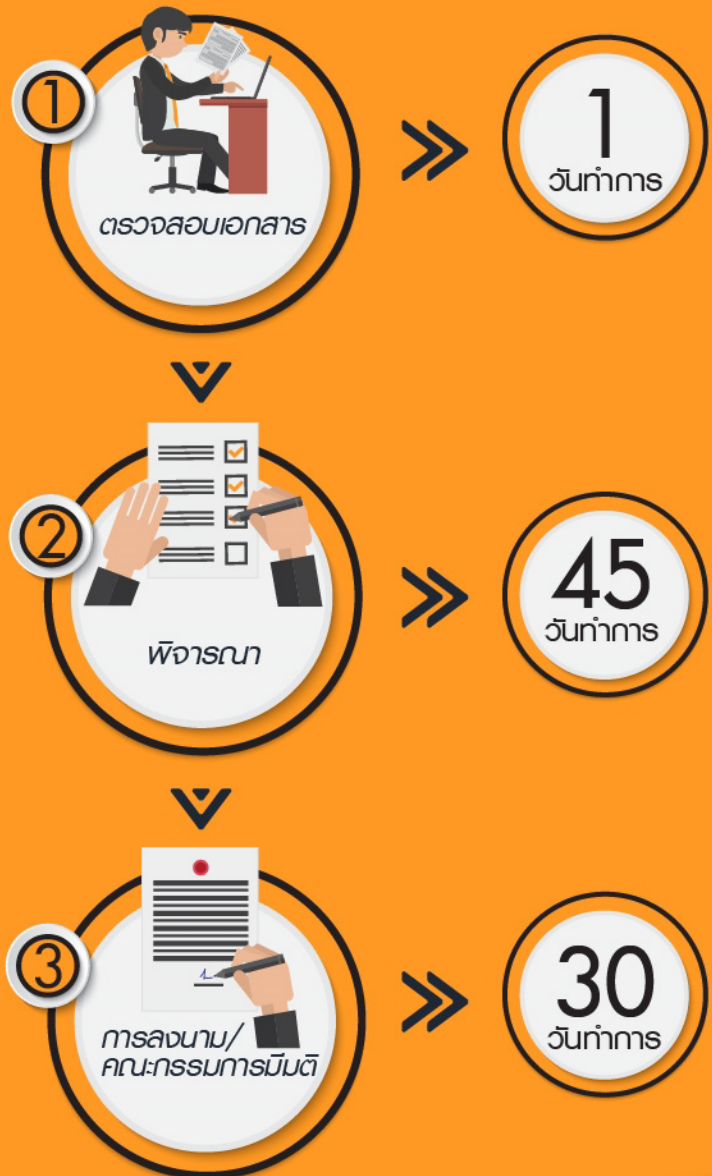 1
ตรวจสอบเอกสาร
1
วันทำการ
2
พิจารณา
45
วันทำการ
3
การลงนาม/
คณะกรรมการมีมติ
30
วันทำการ